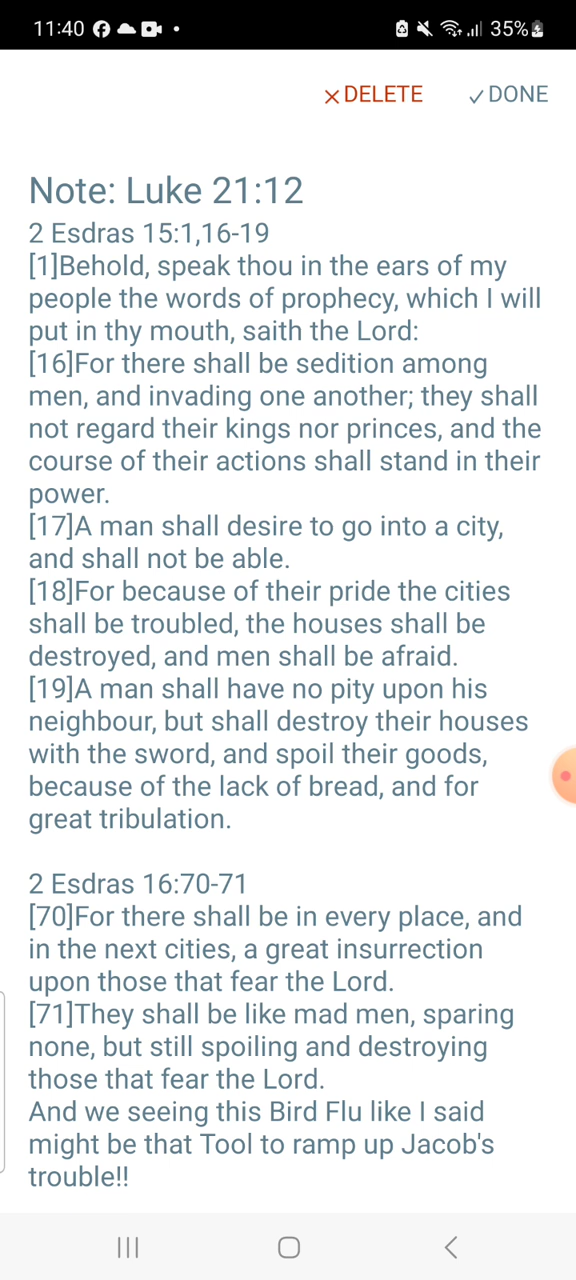 11:40 35%
DELETE DONE
Note: Luke 21:12
2 Esdras 15:1,16-19
[1]Behold, speak thou in the ears of my
people the words of prophecy, which I will
put in thy mouth, saith the Lord:
[16]For there shall be sedition among
men, and invading one another; they shall
not regard their kings nor princes, and the
course of their actions shall stand in their
power.
[17]A man shall desire to go into a city,
and shall not be able.
[18]For because of their pride the cities
shall be troubled, the houses shall be
destroyed, and men shall be afraid.
[19]A man shall have no pity upon his
neighbour, but shall destroy their houses
with the sword, and spoil their goods,
because of the lack of bread, and for
great tribulation.
2 Esdras 16:70-71
[70]For there shall be in every place, and
in the next cities, a great insurrection
upon those that fear the Lord.
[71]They shall be like mad men, sparing
none, but still spoiling and destroying
those that fear the Lord.
And we seeing this Bird Flu like I said
might be that Tool to ramp up Jacob's
trouble!!